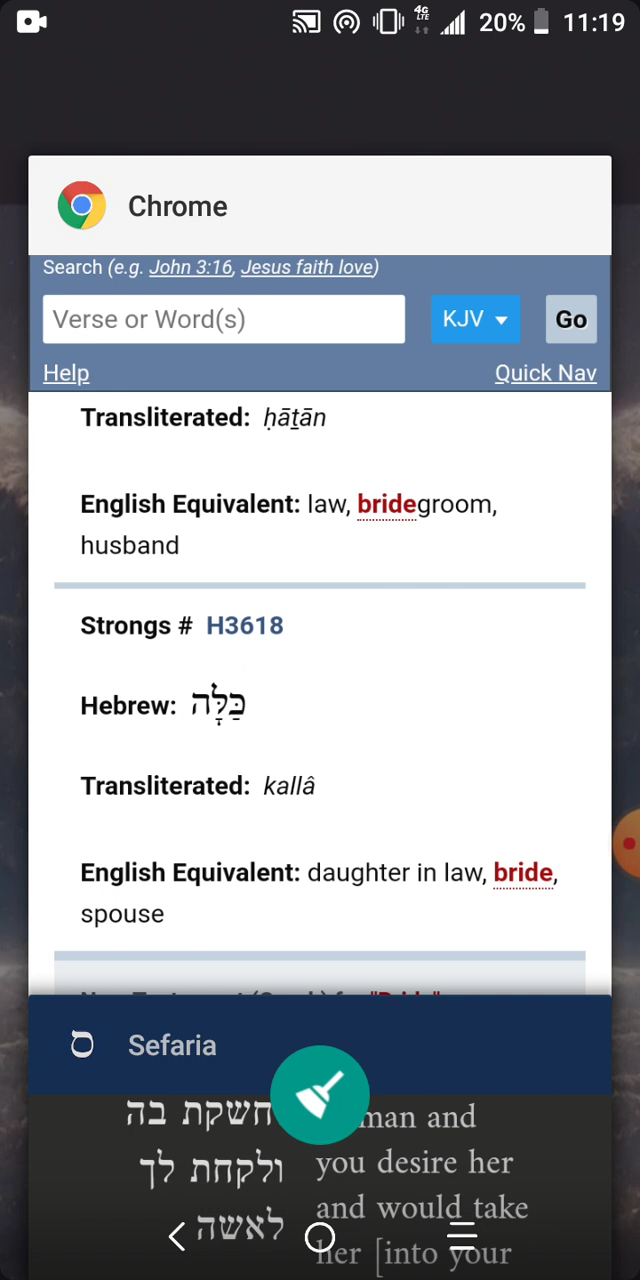 4G
LTE
20%
11:19
Chrome
Search (e.g. John 3:16, Jesus faith love)
Verse or Word(s)
KJV
Go
Help
Quick Nav
Transliterated: ḥāṯān
English Equivalent: law, bridegroom,
husband
Strongs # H3618
Hebrew: כַּלָּה
Transliterated: kallâ
English Equivalent: daughter in law, bride,
spouse
ס
Sefaria
חשקת בה
ולקחת לך
לאשה
man and
you desire her
and would take
her [into your